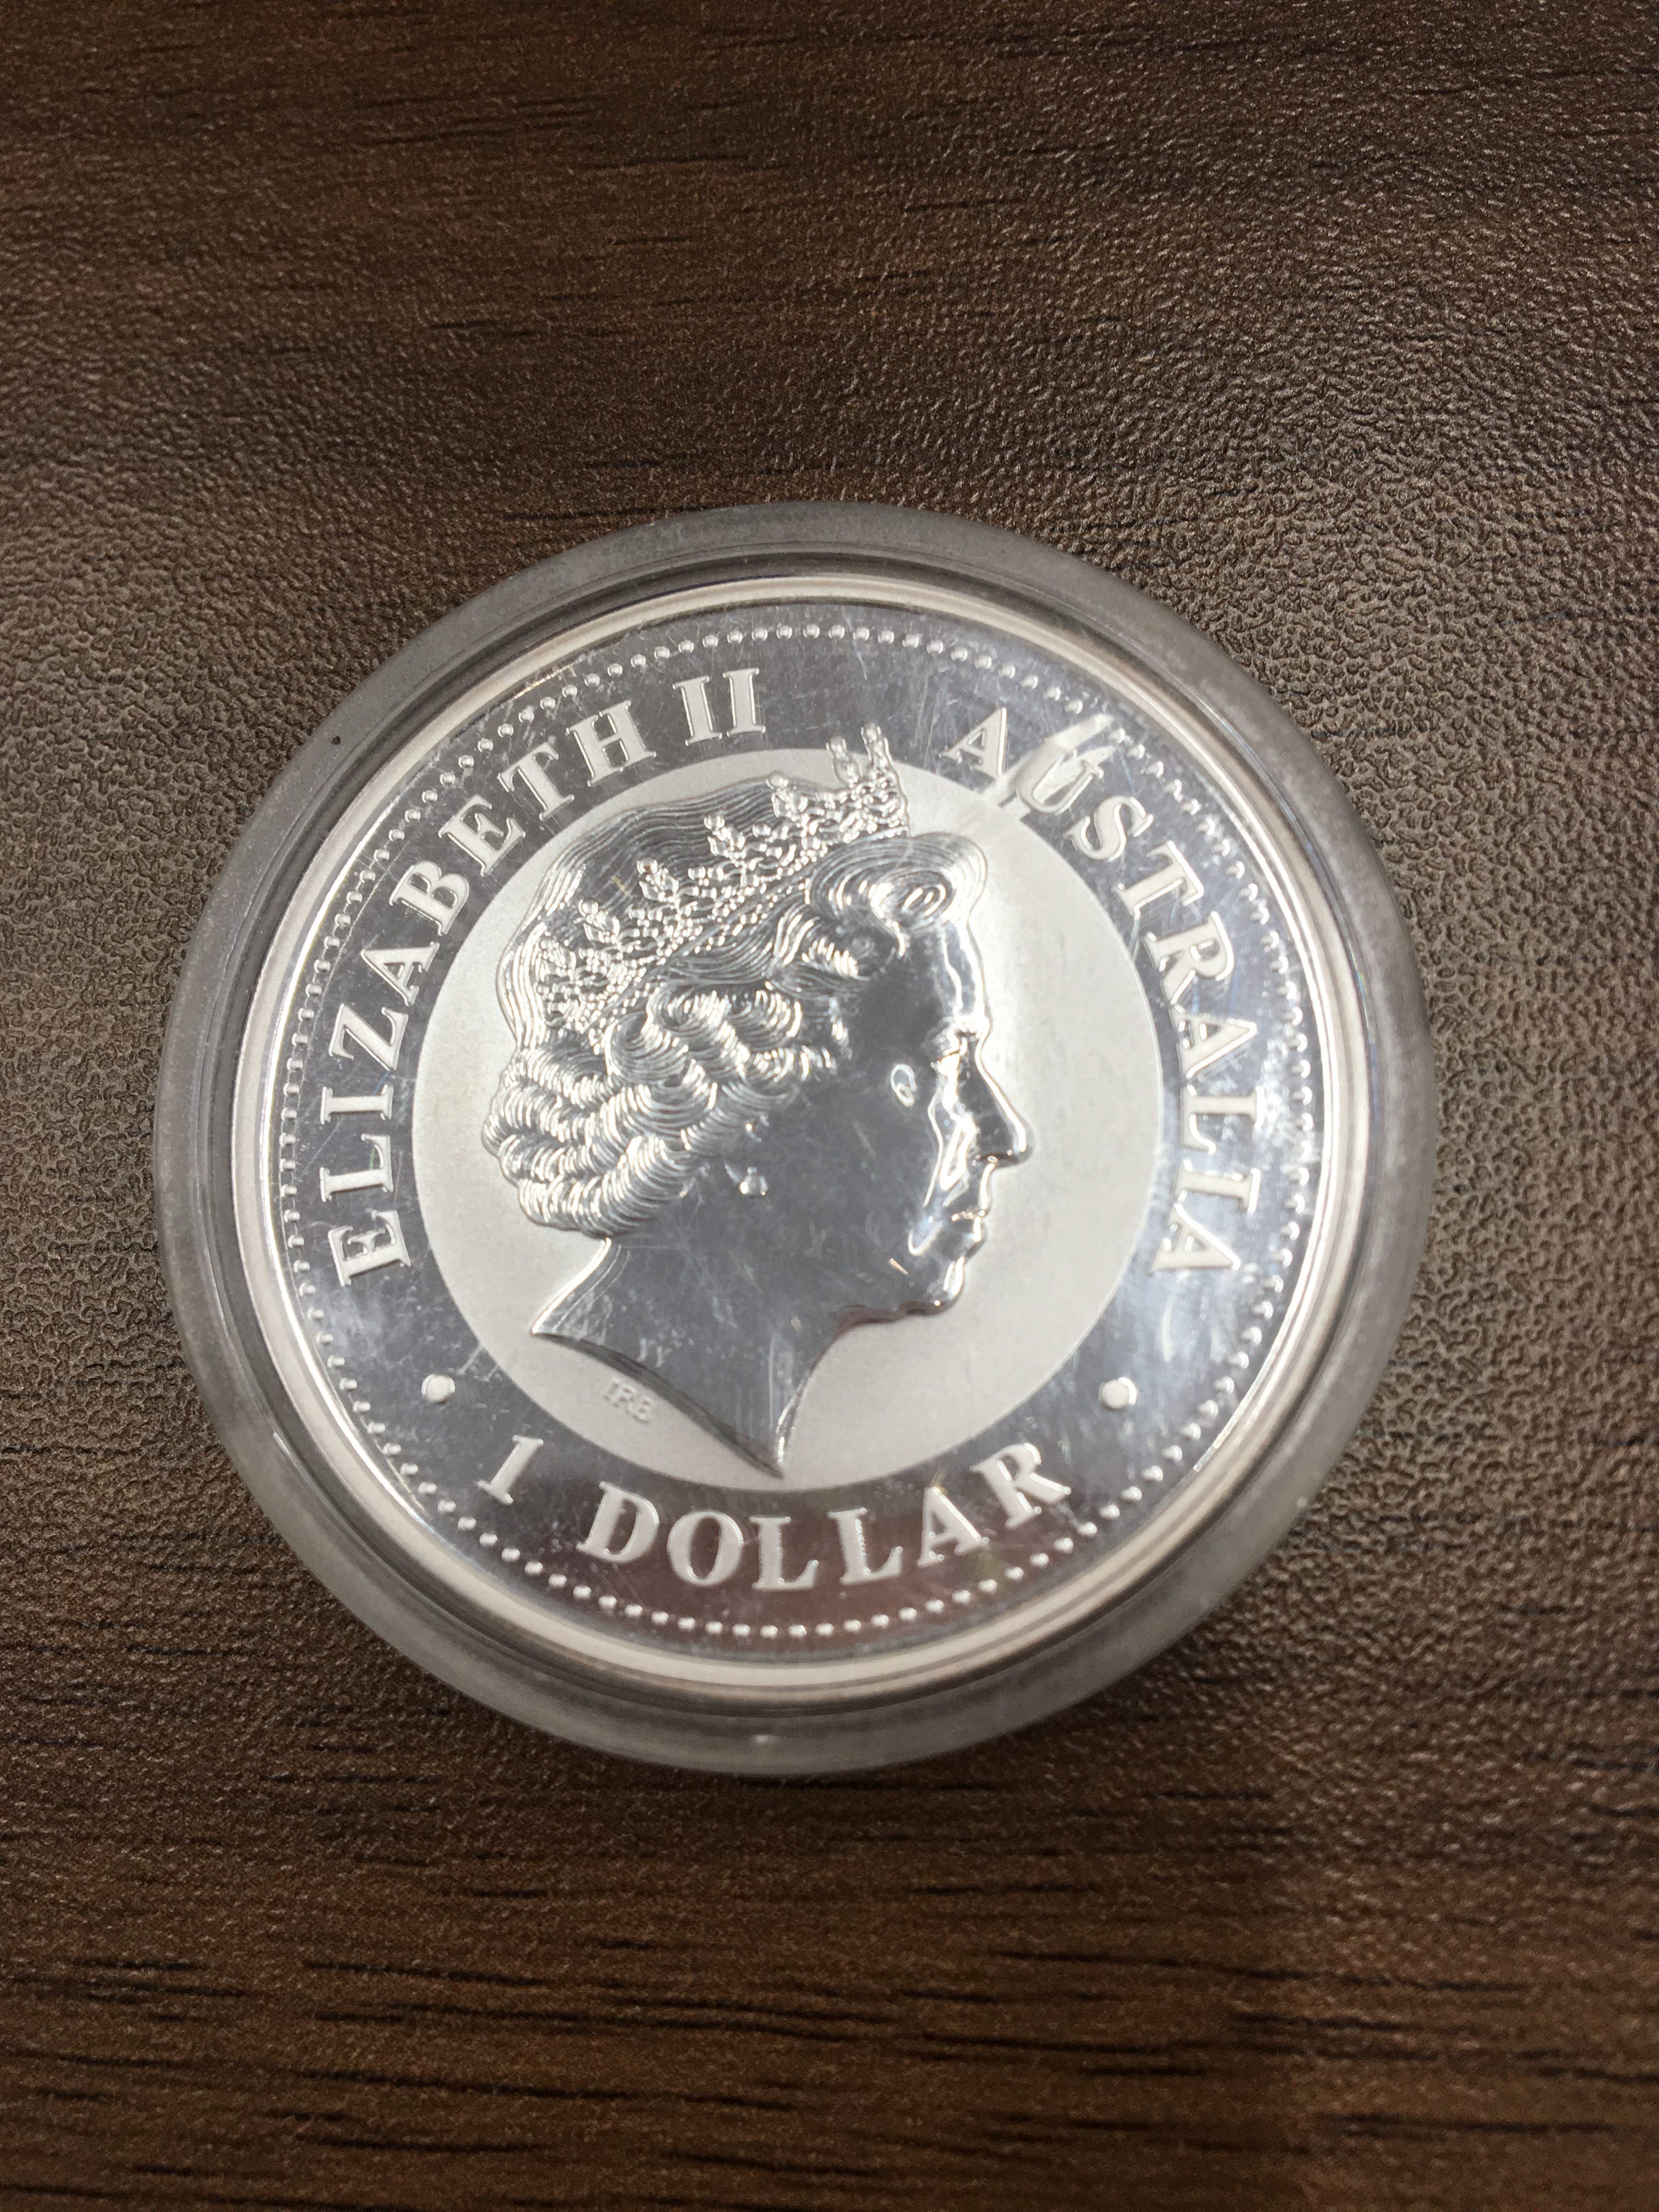 ELIZABETH II AUSTRALIA
IRB
1 DOLLAR